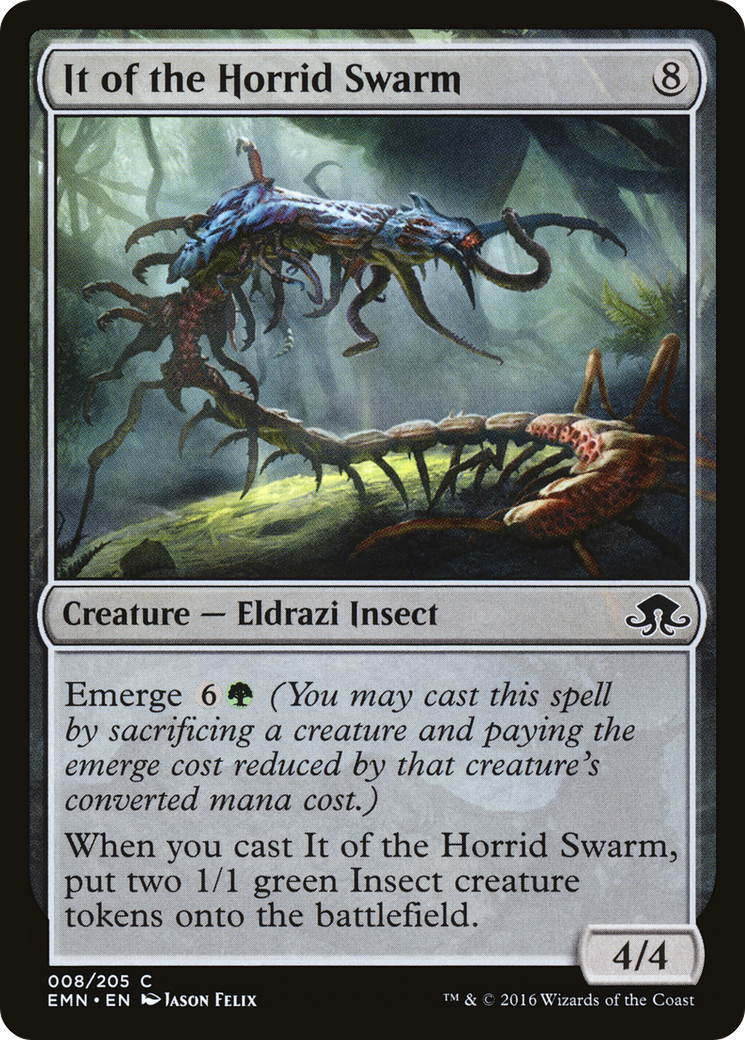 It of the Horrid Swarm 8
Creature — Eldrazi Insect
Emerge 6 (You may cast this spell
by sacrificing a creature and paying the
emerge cost reduced by that creature's
converted mana cost.)
When you cast It of the Horrid Swarm,
put two 1/1 green Insect creature
tokens onto the battlefield.
4/4
008/205 C
EMN • EN Jason Felix
™ & © 2016 Wizards of the Coast